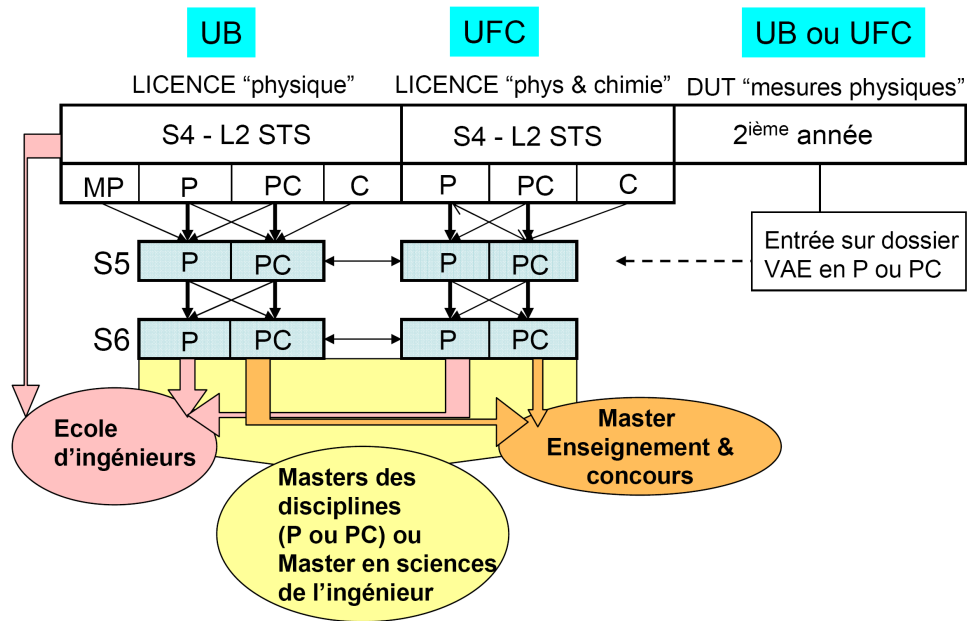 UB
UFC
UB ou UFC
LICENCE “physique”
LICENCE “phys & chimie”
DUT “mesures physiques”
S4 - L2 STS
S4 - L2 STS
2ième année
MP
P
PC
C
P
PC
C
S5
P
PC
P
PC
Entrée sur dossier
VAE en P ou PC
S6
P
PC
P
PC
Ecole
d’ingénieurs
Master
Enseignement &
concours
Masters des
disciplines
(P ou PC) ou
Master en sciences
de l’ingénieur